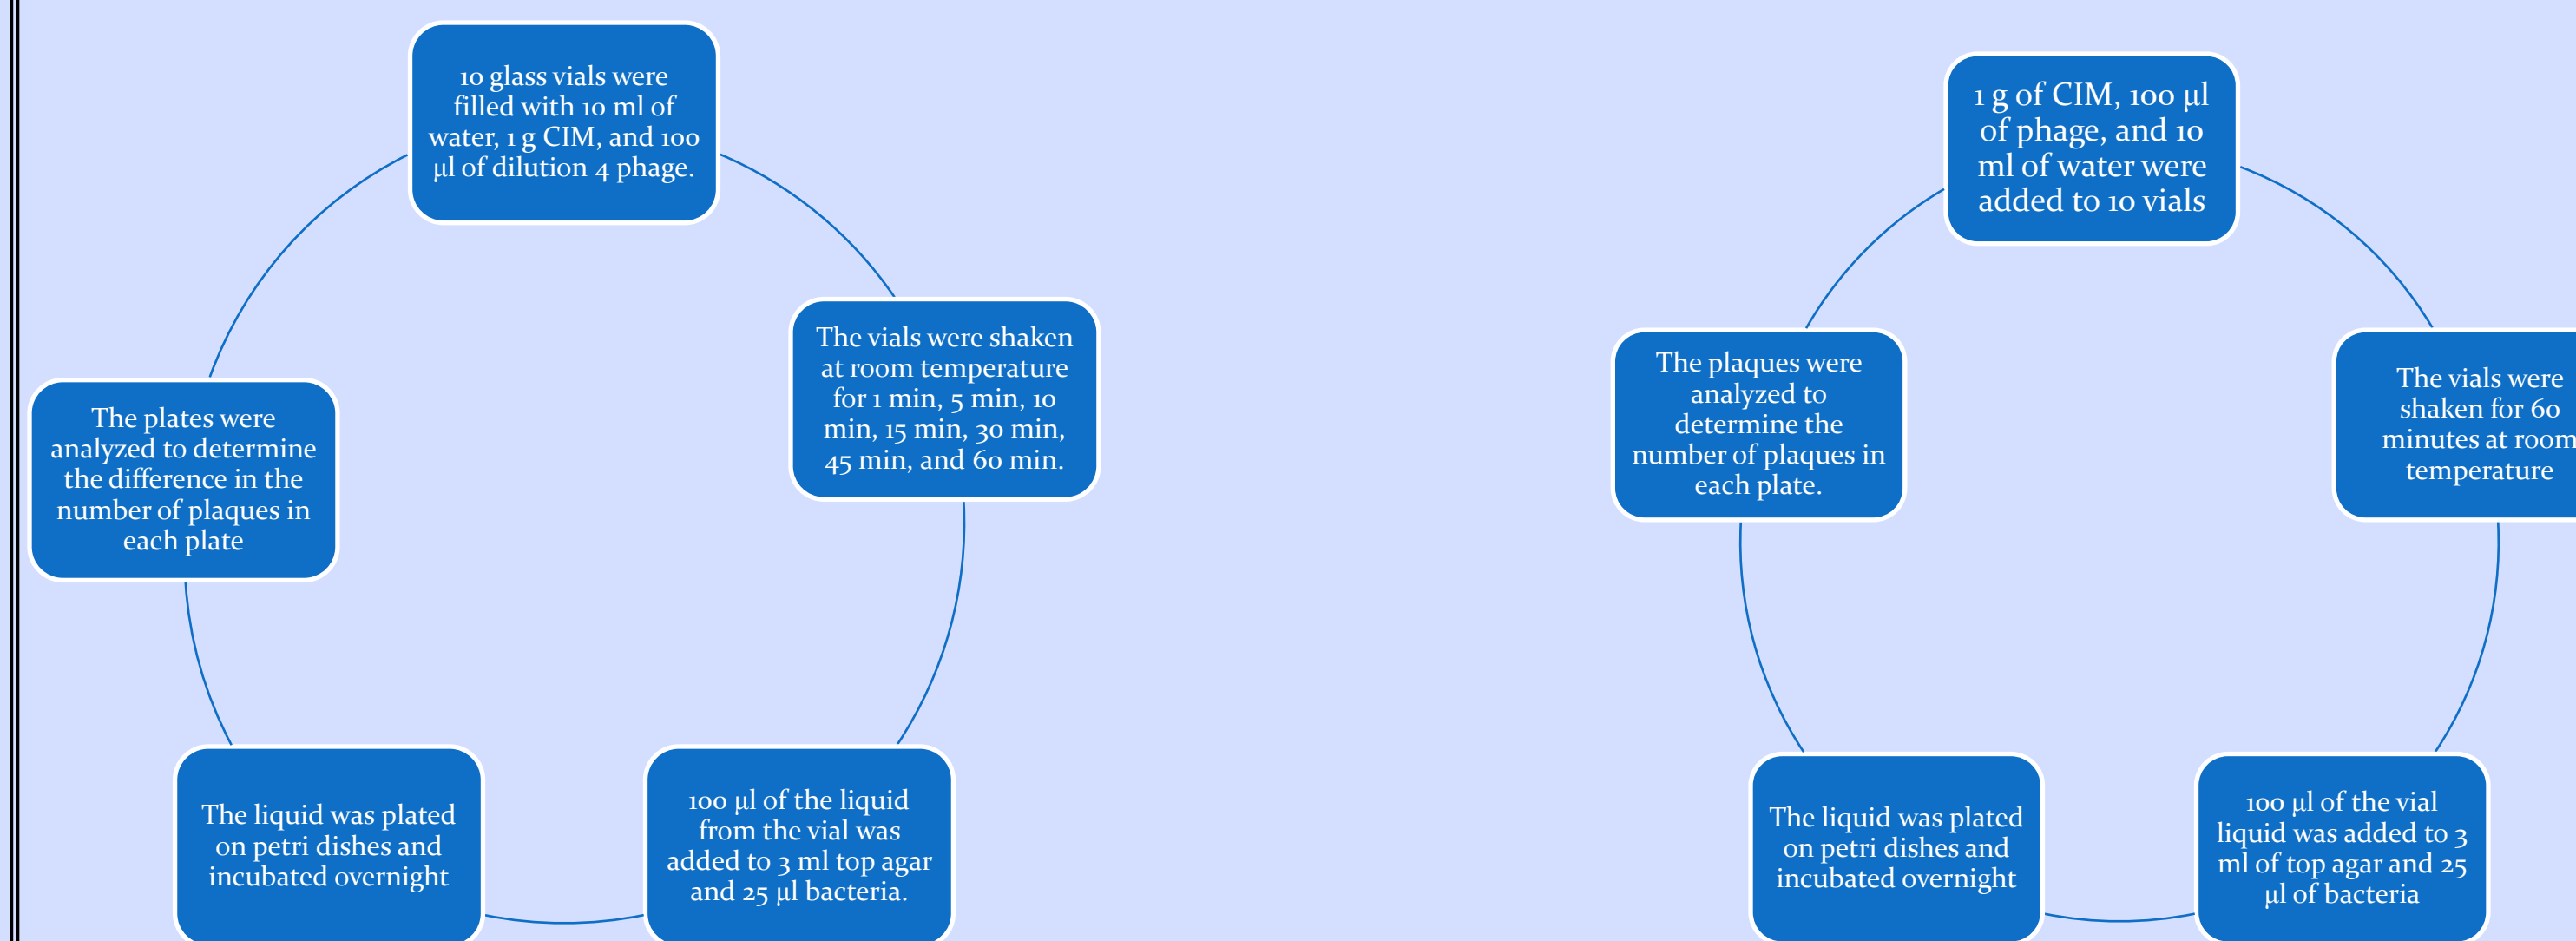 10 glass vials were
filled with 10 ml of
water, 1 g CIM, and 100
µl of dilution 4 phage.
The vials were shaken
at room temperature
for 1 min, 5 min, 10
min, 15 min, 30 min,
45 min, and 60 min.
100 µl of the liquid
from the vial was
added to 3 ml top agar
and 25 µl bacteria.
The liquid was plated
on petri dishes and
incubated overnight
The plates were
analyzed to determine
the difference in the
number of plaques in
each plate
1 g of CIM, 100 µl
of phage, and 10
ml of water were
added to 10 vials
The vials were
shaken for 60
minutes at room
temperature
100 µl of the vial
liquid was added to 3
ml of top agar and 25
µl of bacteria
The liquid was plated
on petri dishes and
incubated overnight
The plaques were
analyzed to
determine the
number of plaques in
each plate.